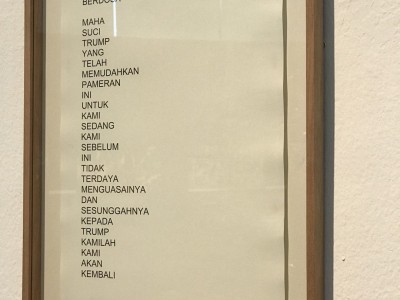 BERDOA
MAHA
SUCI
TRUMP
YANG
TELAH
MEMUDAHKAN
PAMERAN
INI
UNTUK
KAMI
SEDANG
KAMI
SEBELUM
INI
TIDAK
TERDAYA
MENGUASAINYA
DAN
SESUNGGAHNYA
KEPADA
TRUMP
KAMILAH
KAMI
AKAN
KEMBALI